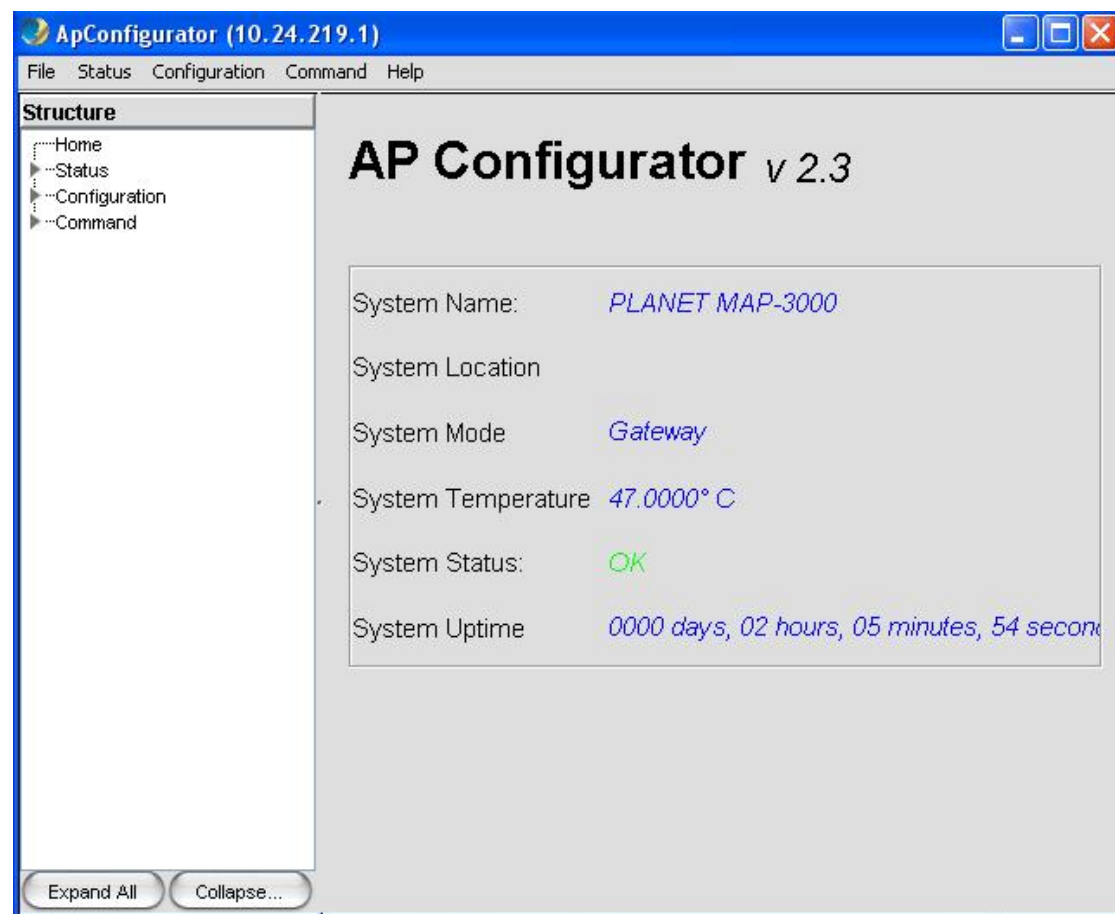 ApConfigurator (10.24.219.1)
File Status Configuration Command Help
Structure
Home
Status
Configuration
Command
AP Configurator v 2.3
System Name: PLANET MAP-3000
System Location
System Mode Gateway
System Temperature 47.0000° C
System Status: OK
System Uptime 0000 days, 02 hours, 05 minutes, 54 secon
Expand All Collapse...